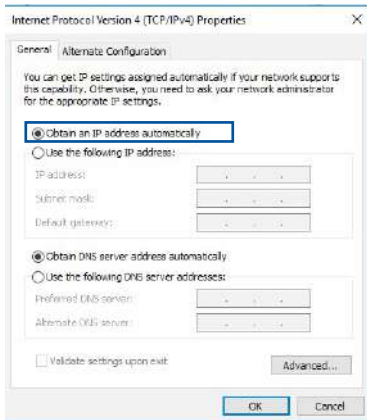 Internet Protocol Version 4 (TCP/IPv4) Properties
General
Alternate Configuration
You can get IP settings assigned automatically if your network supports
this capability. Otherwise, you need to ask your network administrator
for the appropriate IP settings.
Obtain an IP address automatically
Use the following IP address:
IP address:
Subnet mask:
Default gateway:
Obtain DNS server address automatically
Use the following DNS server addresses:
Preferred DNS server:
Alternate DNS server:
Validate settings upon exit
Advanced...
OK
Cancel